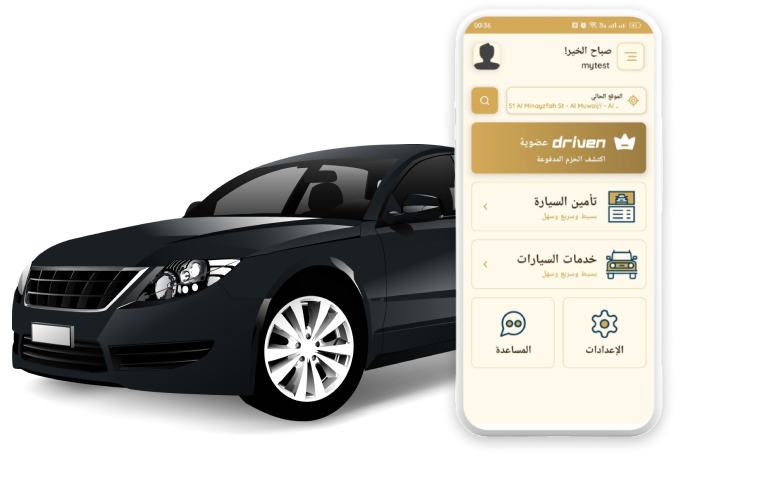 00:36
صباح الخير!
mytest
الموقع الحالي
51 Al Minayzfah St - Al Muwaij'i - Al ..
عضوية driven
اكتشف الحزم المدفوعة
تأمين السيارة
بسيط وسريع وسهل
خدمات السيارات
بسيط وسريع وسهل
الإعدادات
المساعدة